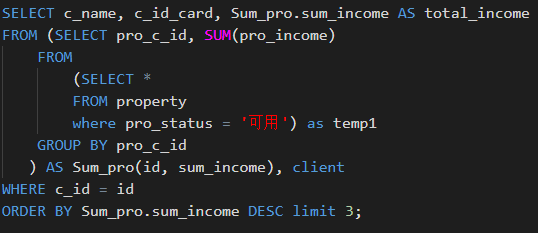 SELECT c_name, c_id_card, Sum_pro.sum_income AS total_income
FROM (SELECT pro_c_id, SUM(pro_income)
FROM
(SELECT *
FROM property
where pro_status = '可用') as temp1
GROUP BY pro_c_id
) AS Sum_pro(id, sum_income), client
WHERE c_id = id
ORDER BY Sum_pro.sum_income DESC limit 3;